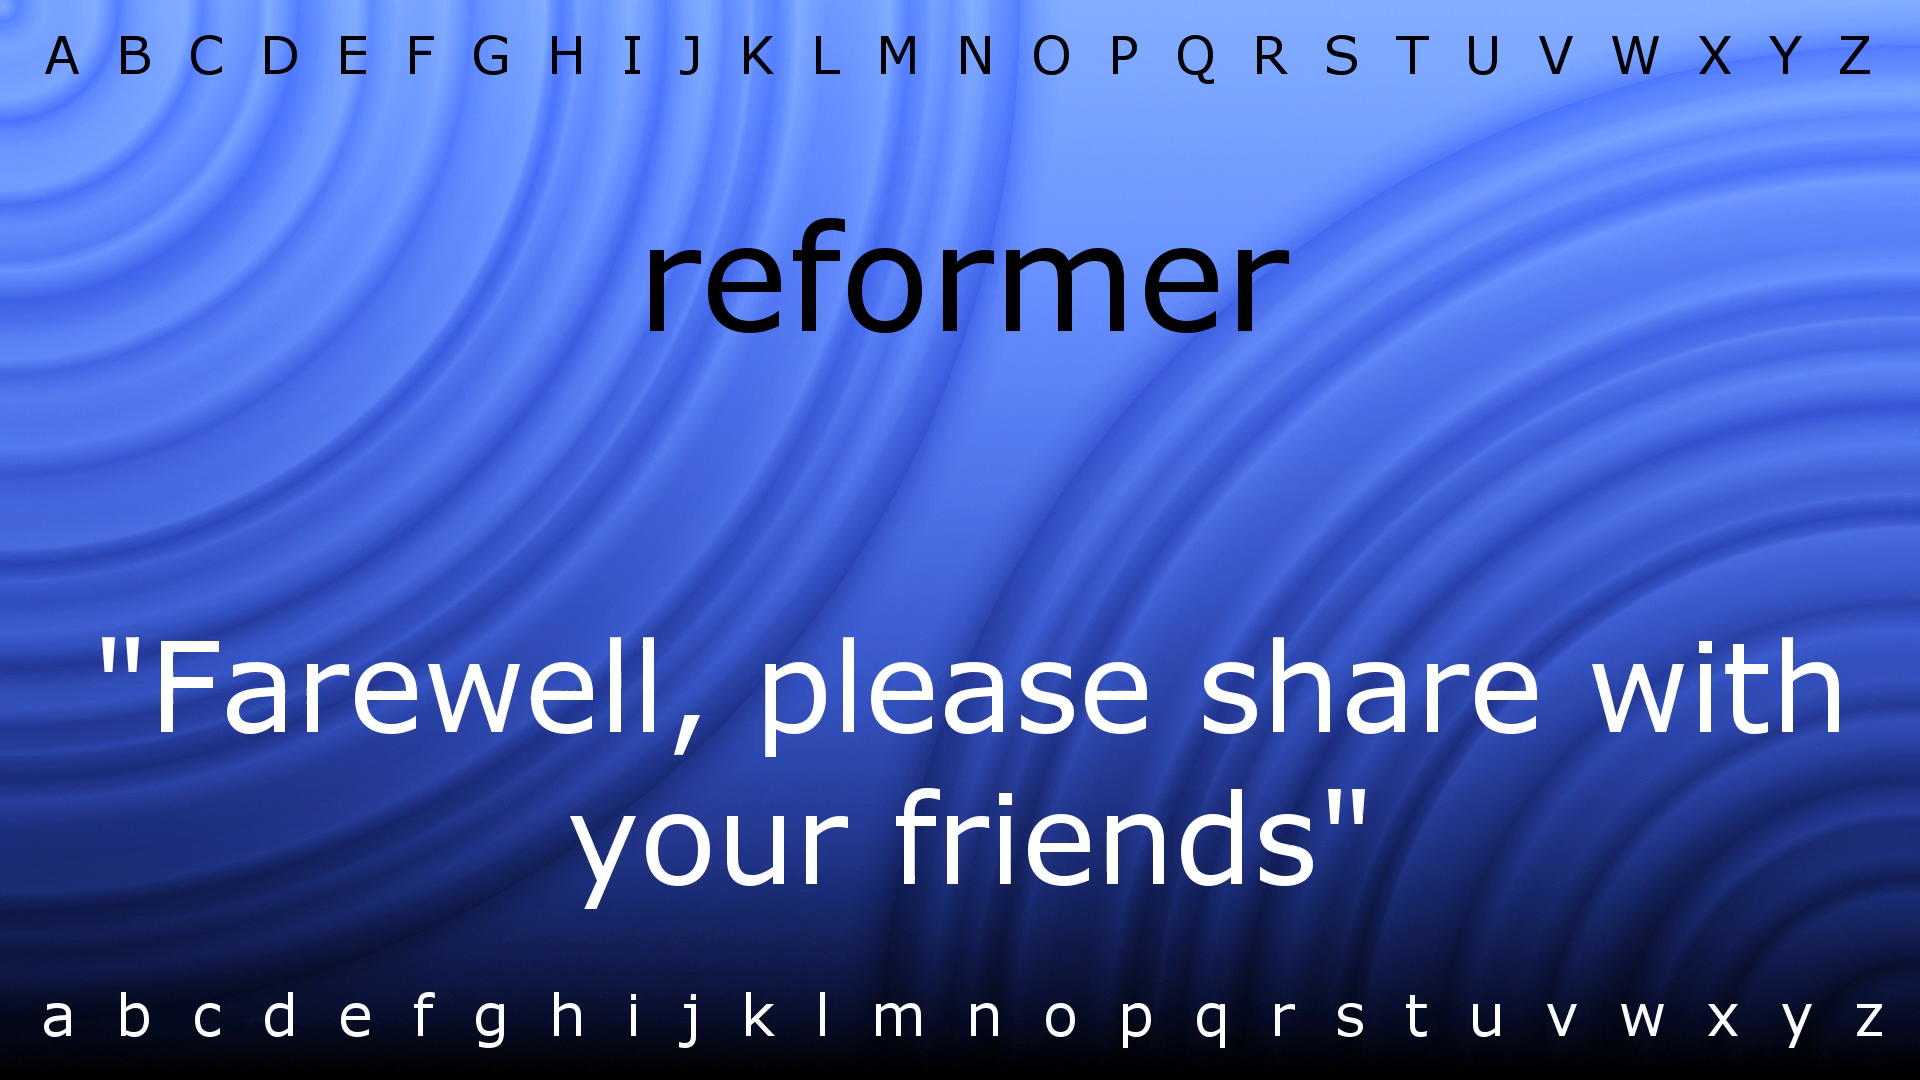 A B C D E F G H I J K L M N O P Q R S T U V W X Y Z
reformer
"Farewell, please share with
your friends"
a b c d e f g h i j k l m n o p q r s t u v w x y z